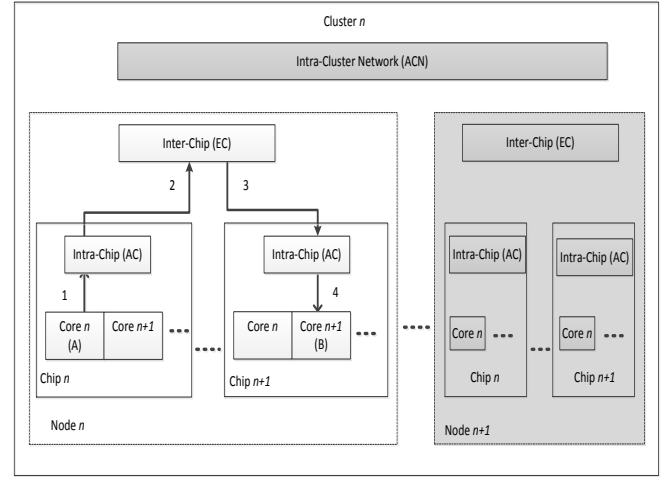 Cluster n
Intra-Cluster Network (ACN)
Inter-Chip (EC)
2
3
Intra-Chip (AC)
1
Core n
(A)
Core n+1
Chip n
Intra-Chip (AC)
4
Core n
Core n+1
(B)
Chip n+1
Node n
Inter-Chip (EC)
Intra-Chip (AC)
Core n
Chip n
Intra-Chip (AC)
Core n
Chip n+1
Node n+1